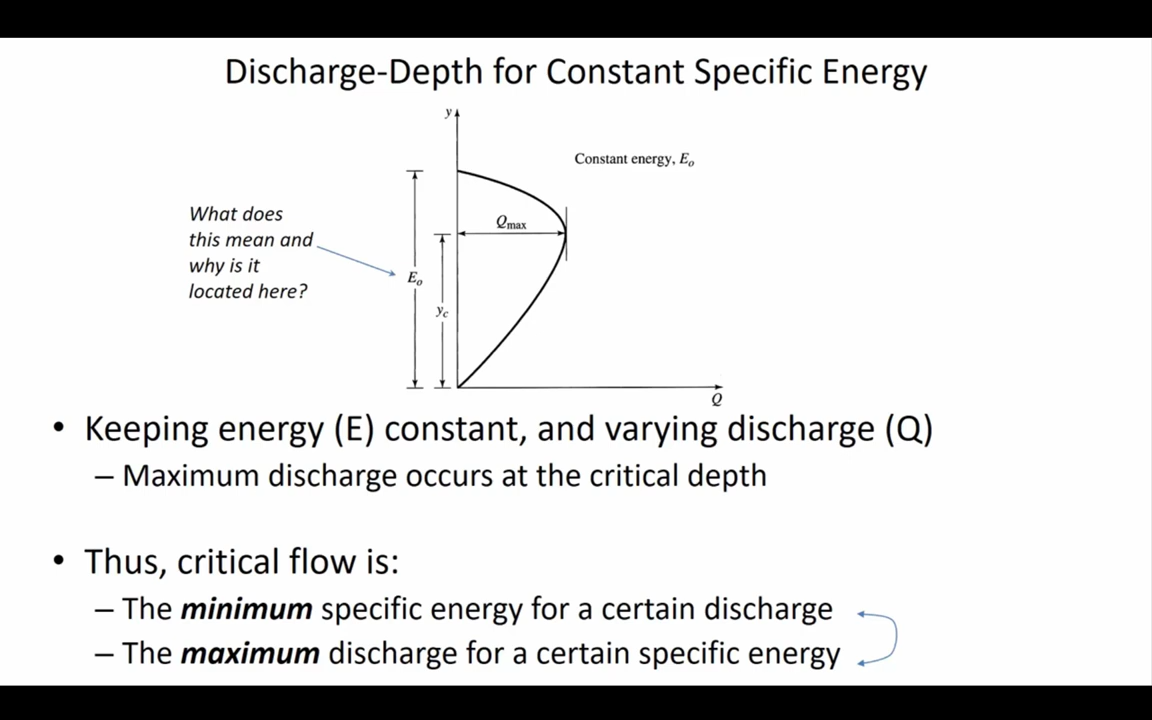 Discharge-Depth for Constant Specific Energy
y
Constant energy, Eₒ
What does
this mean and
why is it
located here?
Qmax
Eₒ
yc
Q
• Keeping energy (E) constant, and varying discharge (Q)
– Maximum discharge occurs at the critical depth
• Thus, critical flow is:
– The minimum specific energy for a certain discharge
– The maximum discharge for a certain specific energy